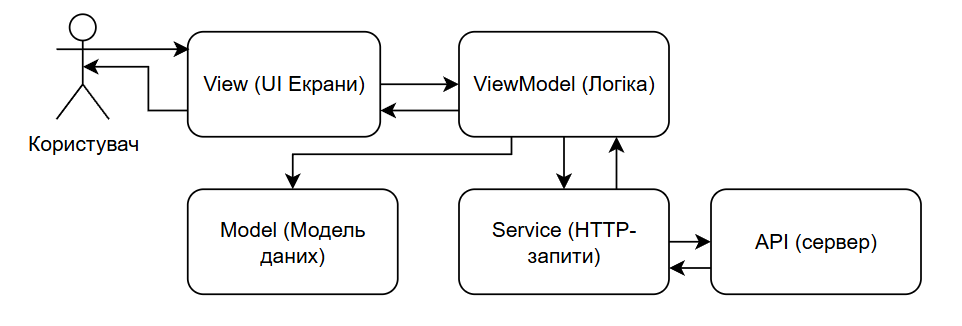 View (UI Екрани)
ViewModel (Логіка)
Користувач
Model (Модель
даних)
Service (HTTP-
запити)
API (сервер)